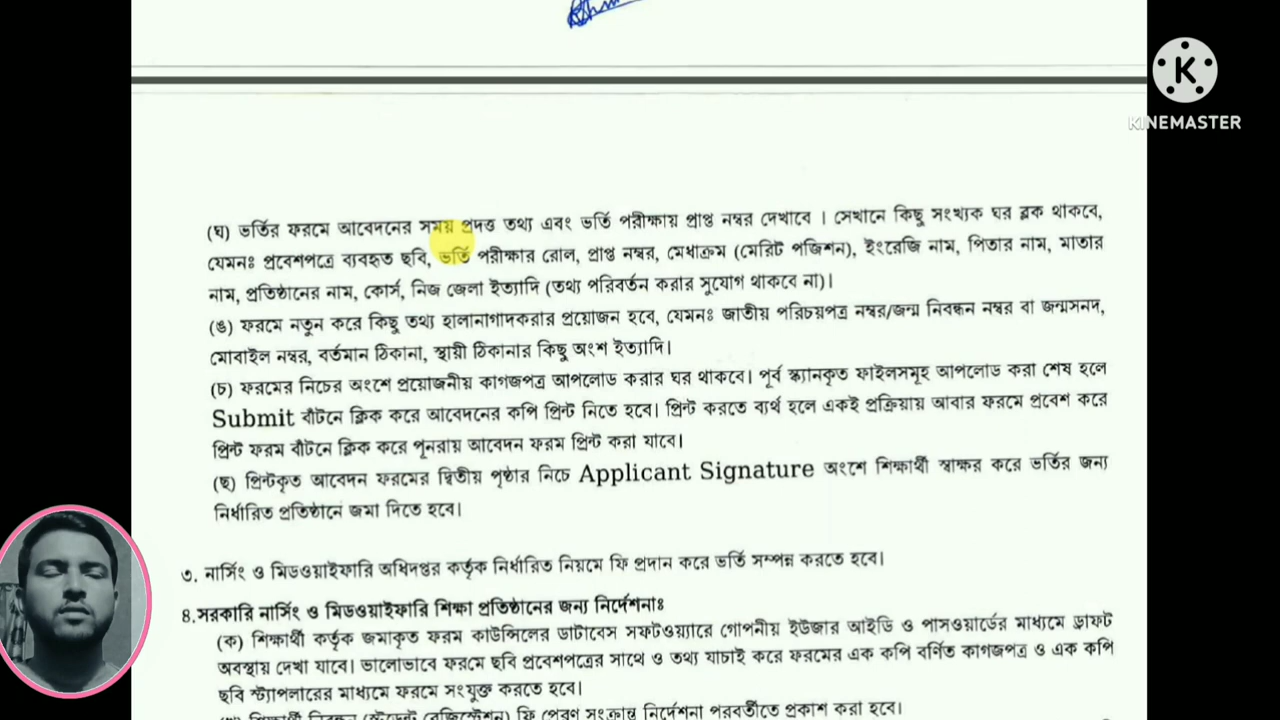 KINEMASTER
(ঘ) ভর্তির ফরমে আবেদনের সময় প্রদত্ত তথ্য এবং ভর্তি পরীক্ষায় প্রাপ্ত নম্বর দেখাবে । সেখানে কিছু সংখ্যক ঘর ব্লক থাকবে,
যেমনঃ প্রবেশপত্রে ব্যবহৃত ছবি, ভর্তি পরীক্ষার রোল, প্রাপ্ত নম্বর, মেধাক্রম (মেরিট পজিশন), ইংরেজি নাম, পিতার নাম, মাতার
নাম, প্রতিষ্ঠানের নাম, কোর্স, নিজ জেলা ইত্যাদি (তথ্য পরিবর্তন করার সুযোগ থাকবে না)।
(ঙ) ফরমে নতুন করে কিছু তথ্য হালানাগাদকরার প্রয়োজন হবে, যেমনঃ জাতীয় পরিচয়পত্র নম্বর/জন্ম নিবন্ধন নম্বর বা জন্মসনদ,
মোবাইল নম্বর, বর্তমান ঠিকানা, স্থায়ী ঠিকানার কিছু অংশ ইত্যাদি।
(চ) ফরমের নিচের অংশে প্রয়োজনীয় কাগজপত্র আপলোড করার ঘর থাকবে। পূর্ব স্ক্যানকৃত ফাইলসমূহ আপলোড করা শেষ হলে
Submit বাঁটনে ক্লিক করে আবেদনের কপি প্রিন্ট নিতে হবে। প্রিন্ট করতে ব্যর্থ হলে একই প্রক্রিয়ায় আবার ফরমে প্রবেশ করে
প্রিন্ট ফরম বাঁটনে ক্লিক করে পূনরায় আবেদন ফরম প্রিন্ট করা যাবে।
(ছ) প্রিন্টকৃত আবেদন ফরমের দ্বিতীয় পৃষ্ঠার নিচে Applicant Signature অংশে শিক্ষার্থী স্বাক্ষর করে ভর্তির জন্য
নির্ধারিত প্রতিষ্ঠানে জমা দিতে হবে।
৩. নার্সিং ও মিডওয়াইফারি অধিদপ্তর কর্তৃক নির্ধারিত নিয়মে ফি প্রদান করে ভর্তি সম্পন্ন করতে হবে।
৪.সরকারি নার্সিং ও মিডওয়াইফারি শিক্ষা প্রতিষ্ঠানের জন্য নির্দেশনাঃ
(ক) শিক্ষার্থী কর্তৃক জমাকৃত ফরম কাউন্সিলের ডাটাবেস সফটওয়্যারে গোপনীয় ইউজার আইডি ও পাসওয়ার্ডের মাধ্যমে ড্রাফট
অবস্থায় দেখা যাবে। ভালোভাবে ফরমে ছবি প্রবেশপত্রের সাথে ও তথ্য যাচাই করে ফরমের এক কপি বর্ণিত কাগজপত্র ও এক কপি
ছবি স্ট্যাপলারের মাধ্যমে ফরমে সংযুক্ত করতে হবে।
(খ) শিক্ষার্থী নিবন্ধন (স্টুডেন্ট রেজিস্ট্রেশন) ফি প্রেরণ সংক্রান্ত নির্দেশনা পরবর্তীতে প্রকাশ করা হবে।